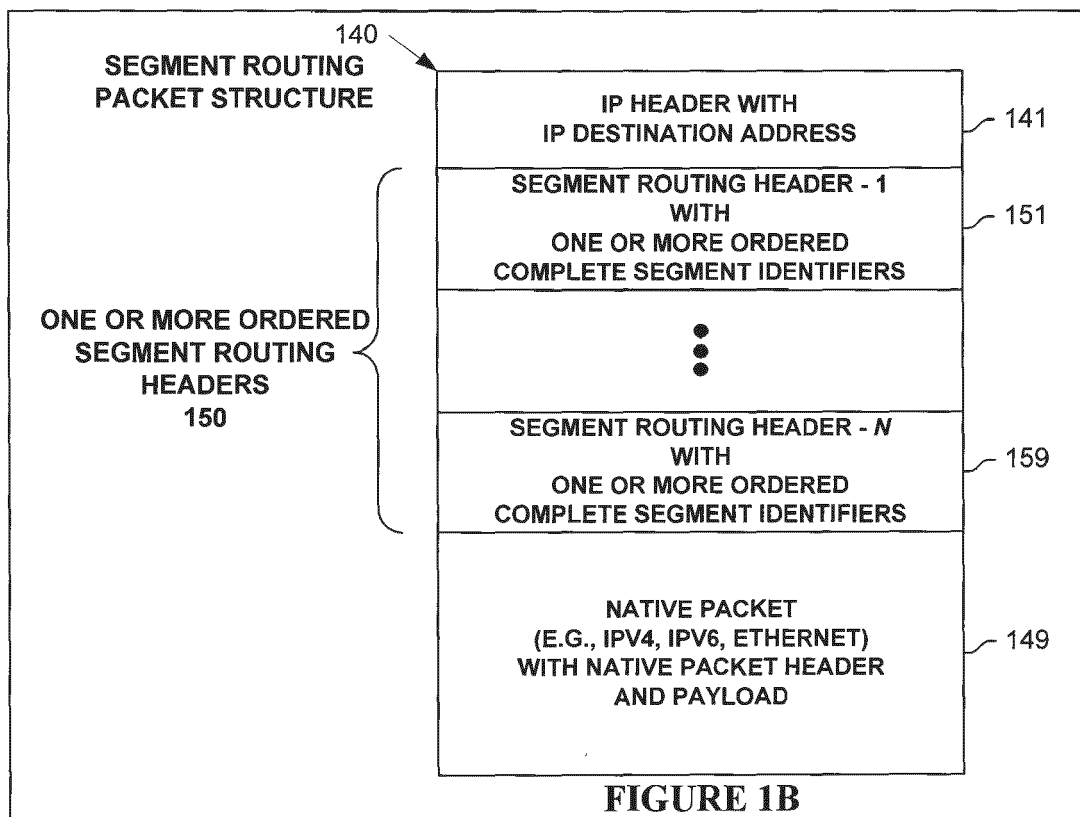 SEGMENT ROUTING
PACKET STRUCTURE
140
IP HEADER WITH
IP DESTINATION ADDRESS
141
SEGMENT ROUTING HEADER - 1
WITH
ONE OR MORE ORDERED
COMPLETE SEGMENT IDENTIFIERS
151
ONE OR MORE ORDERED
SEGMENT ROUTING
HEADERS
150
SEGMENT ROUTING HEADER - N
WITH
ONE OR MORE ORDERED
COMPLETE SEGMENT IDENTIFIERS
159
NATIVE PACKET
(E.G., IPV4, IPV6, ETHERNET)
WITH NATIVE PACKET HEADER
AND PAYLOAD
149
FIGURE 1B